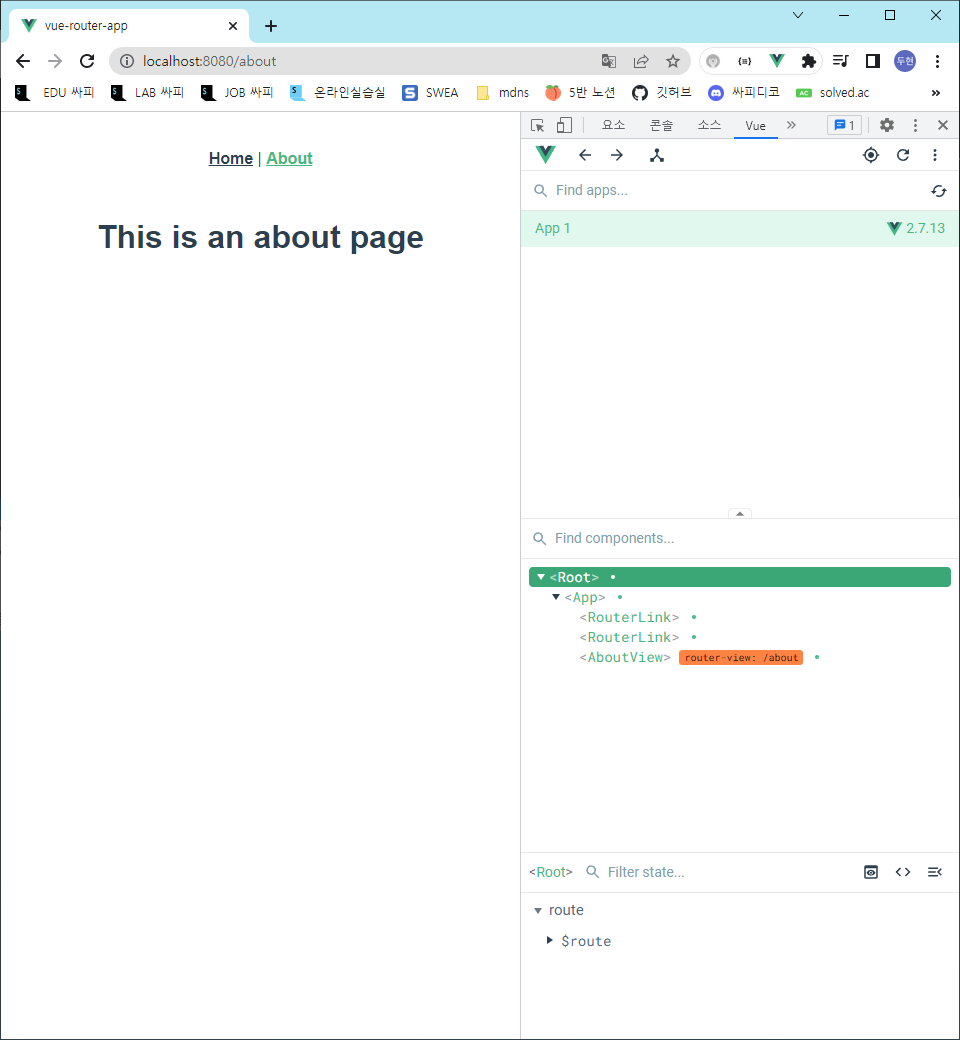 vue-router-app
localhost:8080/about
두현
EDU 싸피 LAB 싸피 JOB 싸피 온라인실습실 SWEA mdns 5반 노션 깃허브 싸피디코 solved.ac »
요소 콘솔 소스 Vue » 1
Home | About
Find apps...
App 1 2.7.13
This is an about page
Find components...
<Root>
<App>
<RouterLink>
<RouterLink>
<AboutView> router-view: /about
<Root> Filter state...
route
$route